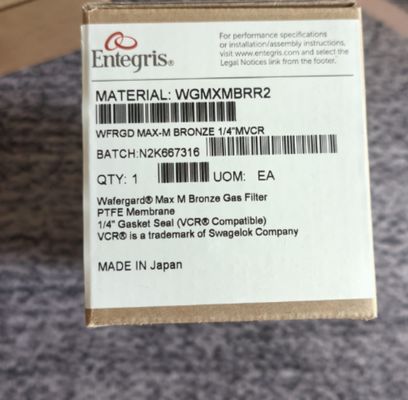 Entegris®
For performance specifications
or installation/assembly instructions,
visit www.entegris.com and select the
Legal Notices link from the footer.
MATERIAL: WGMXMBRR2
WFRGD MAX-M BRONZE 1/4"MVCR
BATCH:N2K667316
QTY: 1 UOM: EA
Wafergard® Max M Bronze Gas Filter
PTFE Membrane
1/4" Gasket Seal (VCR® Compatible)
VCR® is a trademark of Swagelok Company
MADE IN Japan